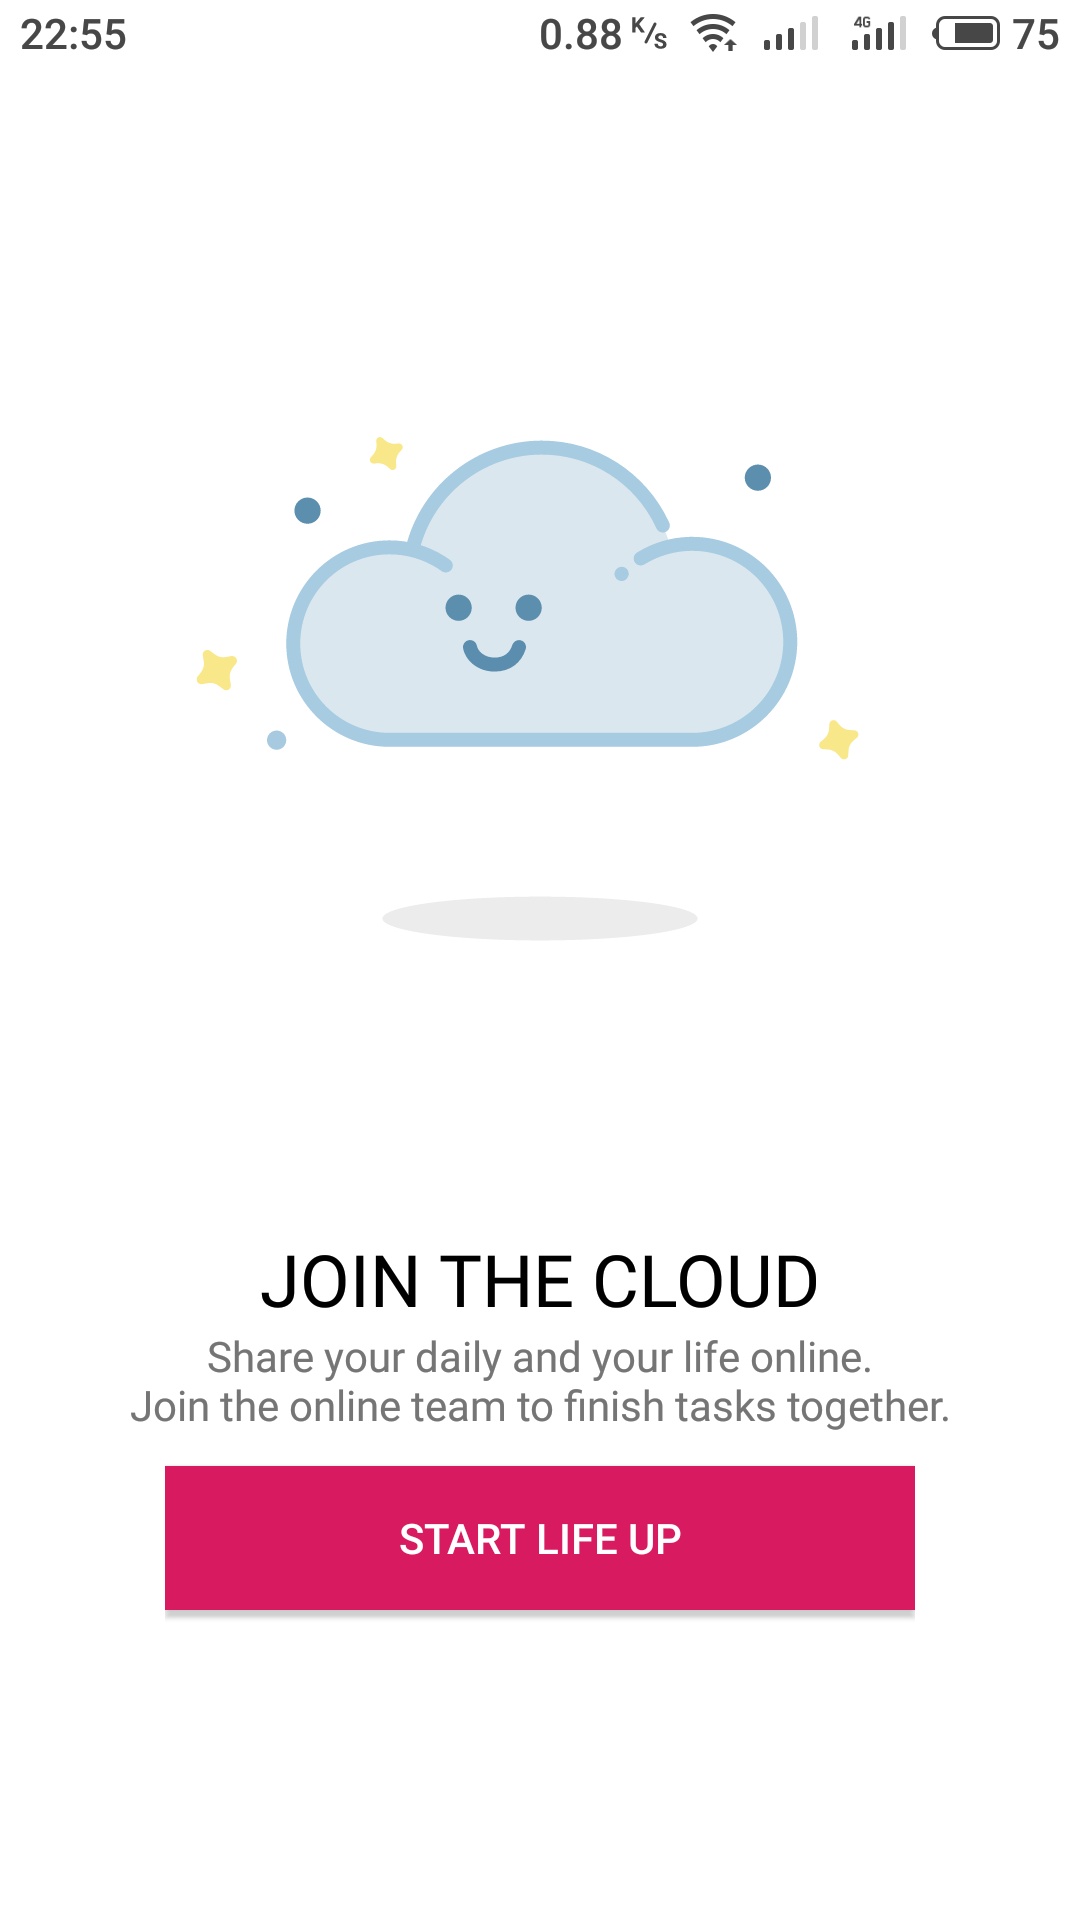 22:55 0.88 K/s 4G 75
JOIN THE CLOUD
Share your daily and your life online.
Join the online team to finish tasks together.
START LIFE UP